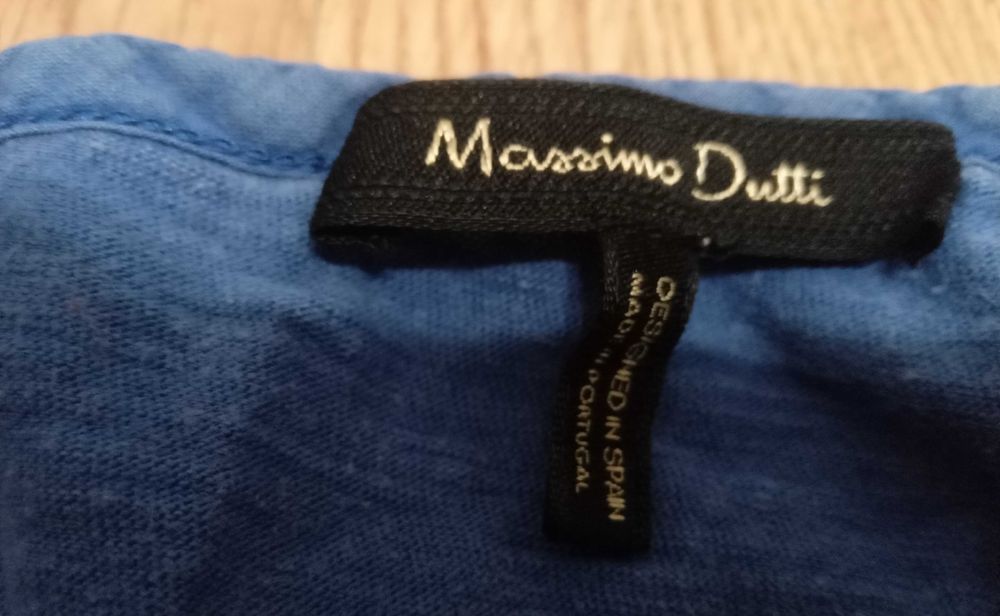 Massimo Dutti
DESIGNED IN SPAIN
MADE IN PORTUGAL